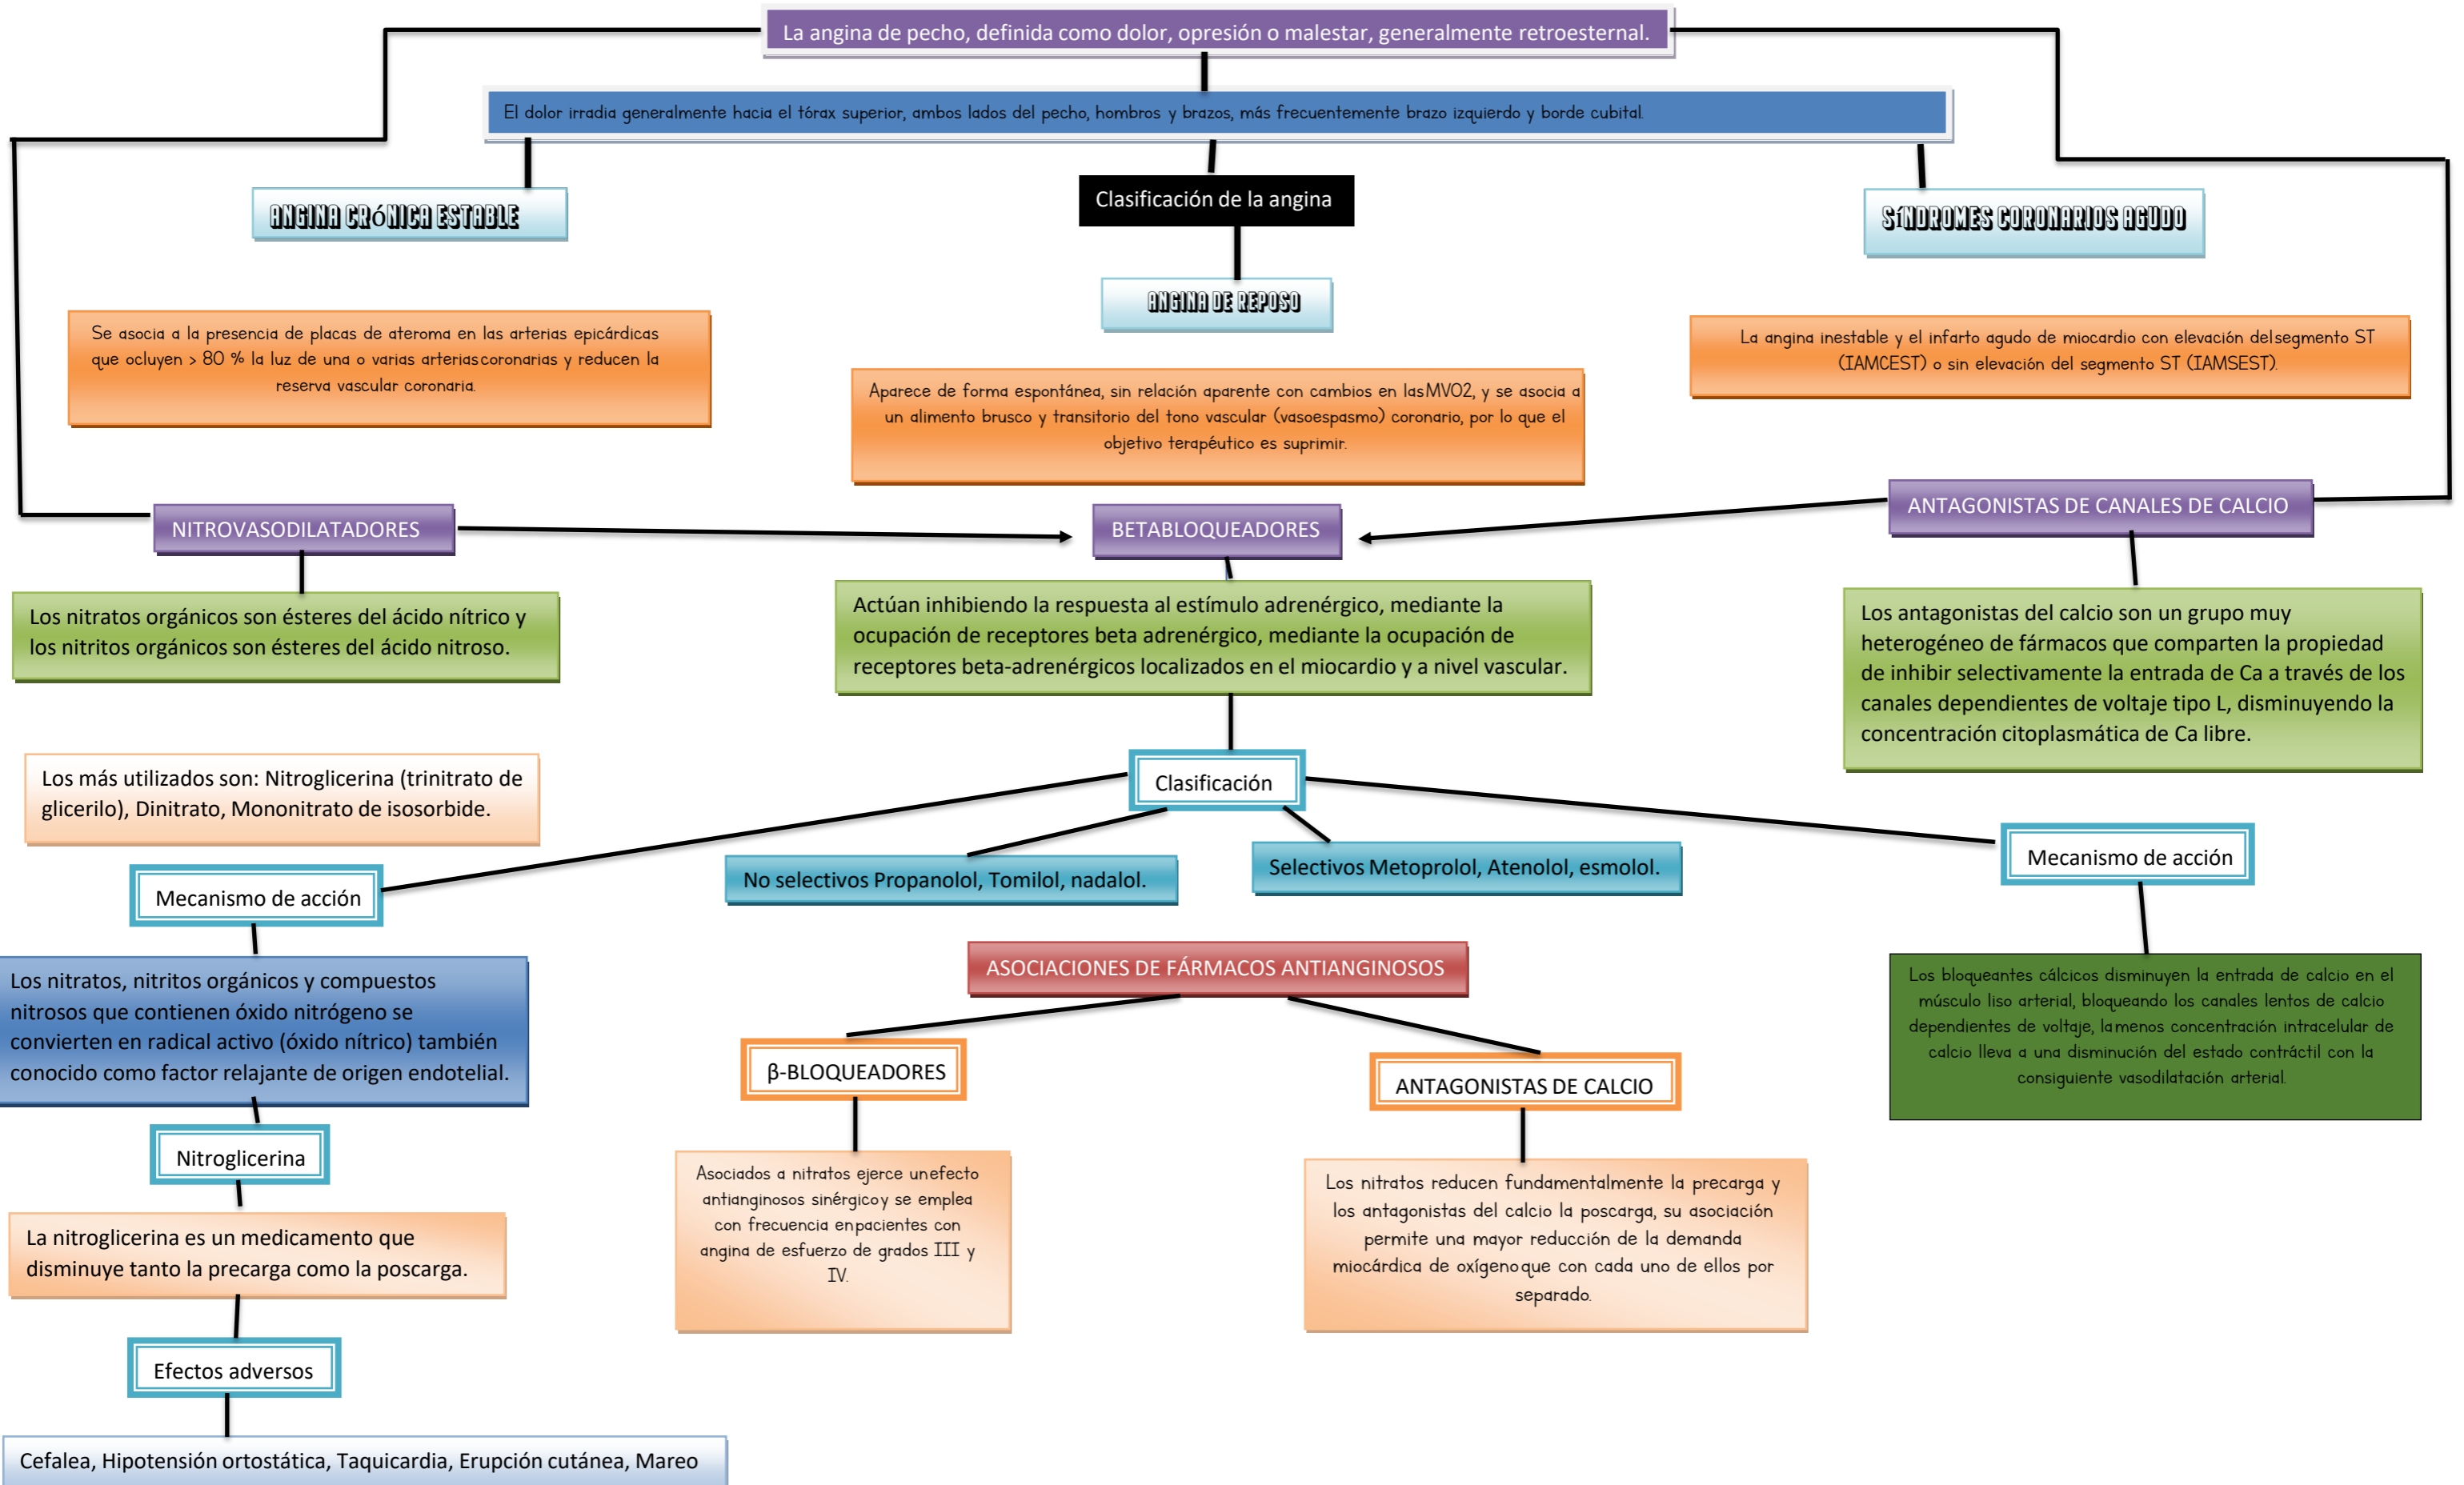 La angina de pecho, definida como dolor, opresión o malestar, generalmente retroesternal.
El dolor irradia generalmente hacia el tórax superior, ambos lados del pecho, hombros y brazos, más frecuentemente brazo izquierdo y borde cubital.
ANGINA CRÓNICA ESTABLE
Clasificación de la angina
SÍNDROMES CORONARIOS AGUDO
ANGINA DE REPOSO
Se asocia a la presencia de placas de ateroma en las arterias epicárdicas
que ocluyen > 80 % la luz de una o varias arterias coronarias y reducen la
reserva vascular coronaria.
Aparece de forma espontánea, sin relación aparente con cambios en las MVO2, y se asocia a
un alimento brusco y transitorio del tono vascular (vasoespasmo) coronario, por lo que el
objetivo terapéutico es suprimir.
La angina inestable y el infarto agudo de miocardio con elevación del segmento ST
(IAMCEST) o sin elevación del segmento ST (IAMSEST).
NITROVASODILATADORES
BETABLOQUEADORES
ANTAGONISTAS DE CANALES DE CALCIO
Los nitratos orgánicos son ésteres del ácido nítrico y
los nitritos orgánicos son ésteres del ácido nitroso.
Actúan inhibiendo la respuesta al estímulo adrenérgico, mediante la
ocupación de receptores beta adrenérgico, mediante la ocupación de
receptores beta-adrenérgicos localizados en el miocardio y a nivel vascular.
Los antagonistas del calcio son un grupo muy
heterogéneo de fármacos que comparten la propiedad
de inhibir selectivamente la entrada de Ca a través de los
canales dependientes de voltaje tipo L, disminuyendo la
concentración citoplasmática de Ca libre.
Los más utilizados son: Nitroglicerina (trinitrato de
glicerilo), Dinitrato, Mononitrato de isosorbide.
Clasificación
No selectivos Propanolol, Tomilol, nadalol.
Selectivos Metoprolol, Atenolol, esmolol.
Mecanismo de acción
Mecanismo de acción
Los nitratos, nitritos orgánicos y compuestos
nitrosos que contienen óxido nitrógeno se
convierten en radical activo (óxido nítrico) también
conocido como factor relajante de origen endotelial.
ASOCIACIONES DE FÁRMACOS ANTIANGINOSOS
Los bloqueantes cálcicos disminuyen la entrada de calcio en el
músculo liso arterial, bloqueando los canales lentos de calcio
dependientes de voltaje, la menos concentración intracelular de
calcio lleva a una disminución del estado contráctil con la
consiguiente vasodilatación arterial.
β-BLOQUEADORES
ANTAGONISTAS DE CALCIO
Nitroglicerina
Asociados a nitratos ejerce un efecto
antianginosos sinérgico y se emplea
con frecuencia en pacientes con
angina de esfuerzo de grados III y
IV.
Los nitratos reducen fundamentalmente la precarga y
los antagonistas del calcio la poscarga, su asociación
permite una mayor reducción de la demanda
miocárdica de oxígeno que con cada uno de ellos por
separado.
La nitroglicerina es un medicamento que
disminuye tanto la precarga como la poscarga.
Efectos adversos
Cefalea, Hipotensión ortostática, Taquicardia, Erupción cutánea, Mareo